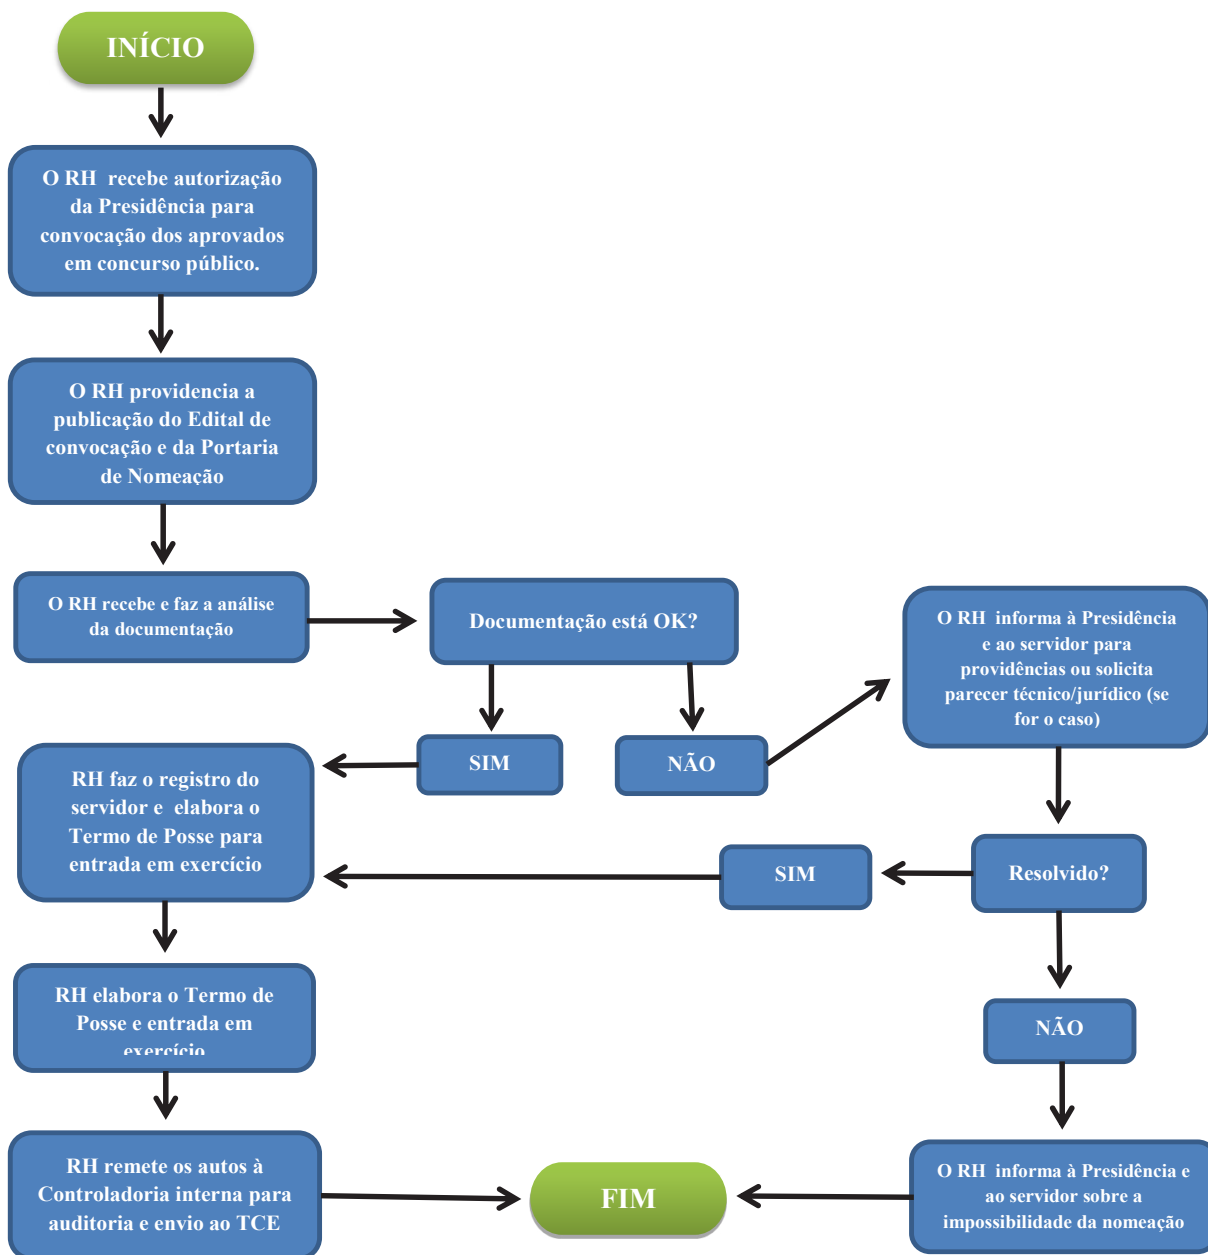 INÍCIO
O RH recebe autorização
da Presidência para
convocação dos aprovados
em concurso público.
O RH providencia a
publicação do Edital de
convocação e da Portaria
de Nomeação
O RH recebe e faz a análise
da documentação
Documentação está OK?
O RH informa à Presidência
e ao servidor para
providências ou solicita
parecer técnico/jurídico (se
for o caso)
SIM
NÃO
RH faz o registro do
servidor e elabora o
Termo de Posse para
entrada em exercício
SIM
Resolvido?
RH elabora o Termo de
Posse e entrada em
exercício
NÃO
RH remete os autos à
Controladoria interna para
auditoria e envio ao TCE
FIM
O RH informa à Presidência e
ao servidor sobre a
impossibilidade da nomeação